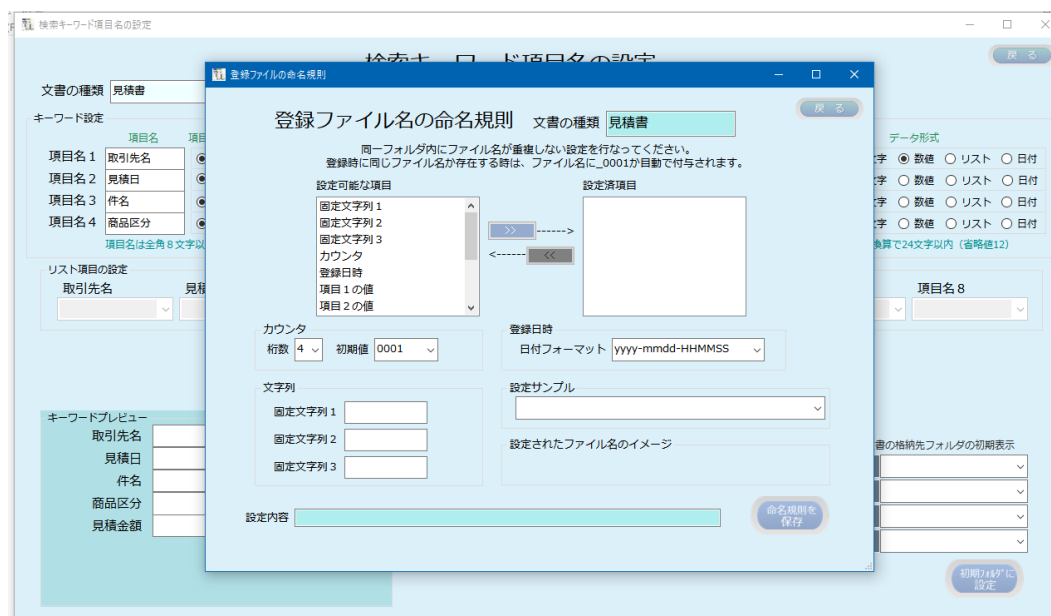 検索キーワード項目名の設定
検索キーワード項目名の設定
戻 る
文書の種類 見積書
キーワード設定
項目名
データ形式
項目名1 取引先名
文字 数値 リスト 日付
項目名2 見積日
文字 数値 リスト 日付
項目名3 件名
文字 数値 リスト 日付
項目名4 商品区分
文字 数値 リスト 日付
項目名は全角8文字以
換算で24文字以内（省略値12）
リスト項目の設定
取引先名
項目名8
キーワードプレビュー
取引先名
見積日
件名
商品区分
見積金額
書の格納先フォルダの初期表示
初期フォルダに
設定
登録ファイルの命名規則
戻 る
登録ファイル名の命名規則 文書の種類 見積書
同一フォルダ内にファイル名が重複しない設定を行なってください。
登録時に同じファイル名が存在する時は、ファイル名に_0001が自動で付与されます。
設定可能な項目
設定済項目
固定文字列1
固定文字列2
固定文字列3
カウンタ
登録日時
項目1の値
項目2の値
>> ------>
<------ <<
カウンタ
桁数 4 初期値 0001
登録日時
日付フォーマット yyyy-mmdd-HHMMSS
文字列
固定文字列1
固定文字列2
固定文字列3
設定サンプル
設定されたファイル名のイメージ
設定内容
命名規則を
保存